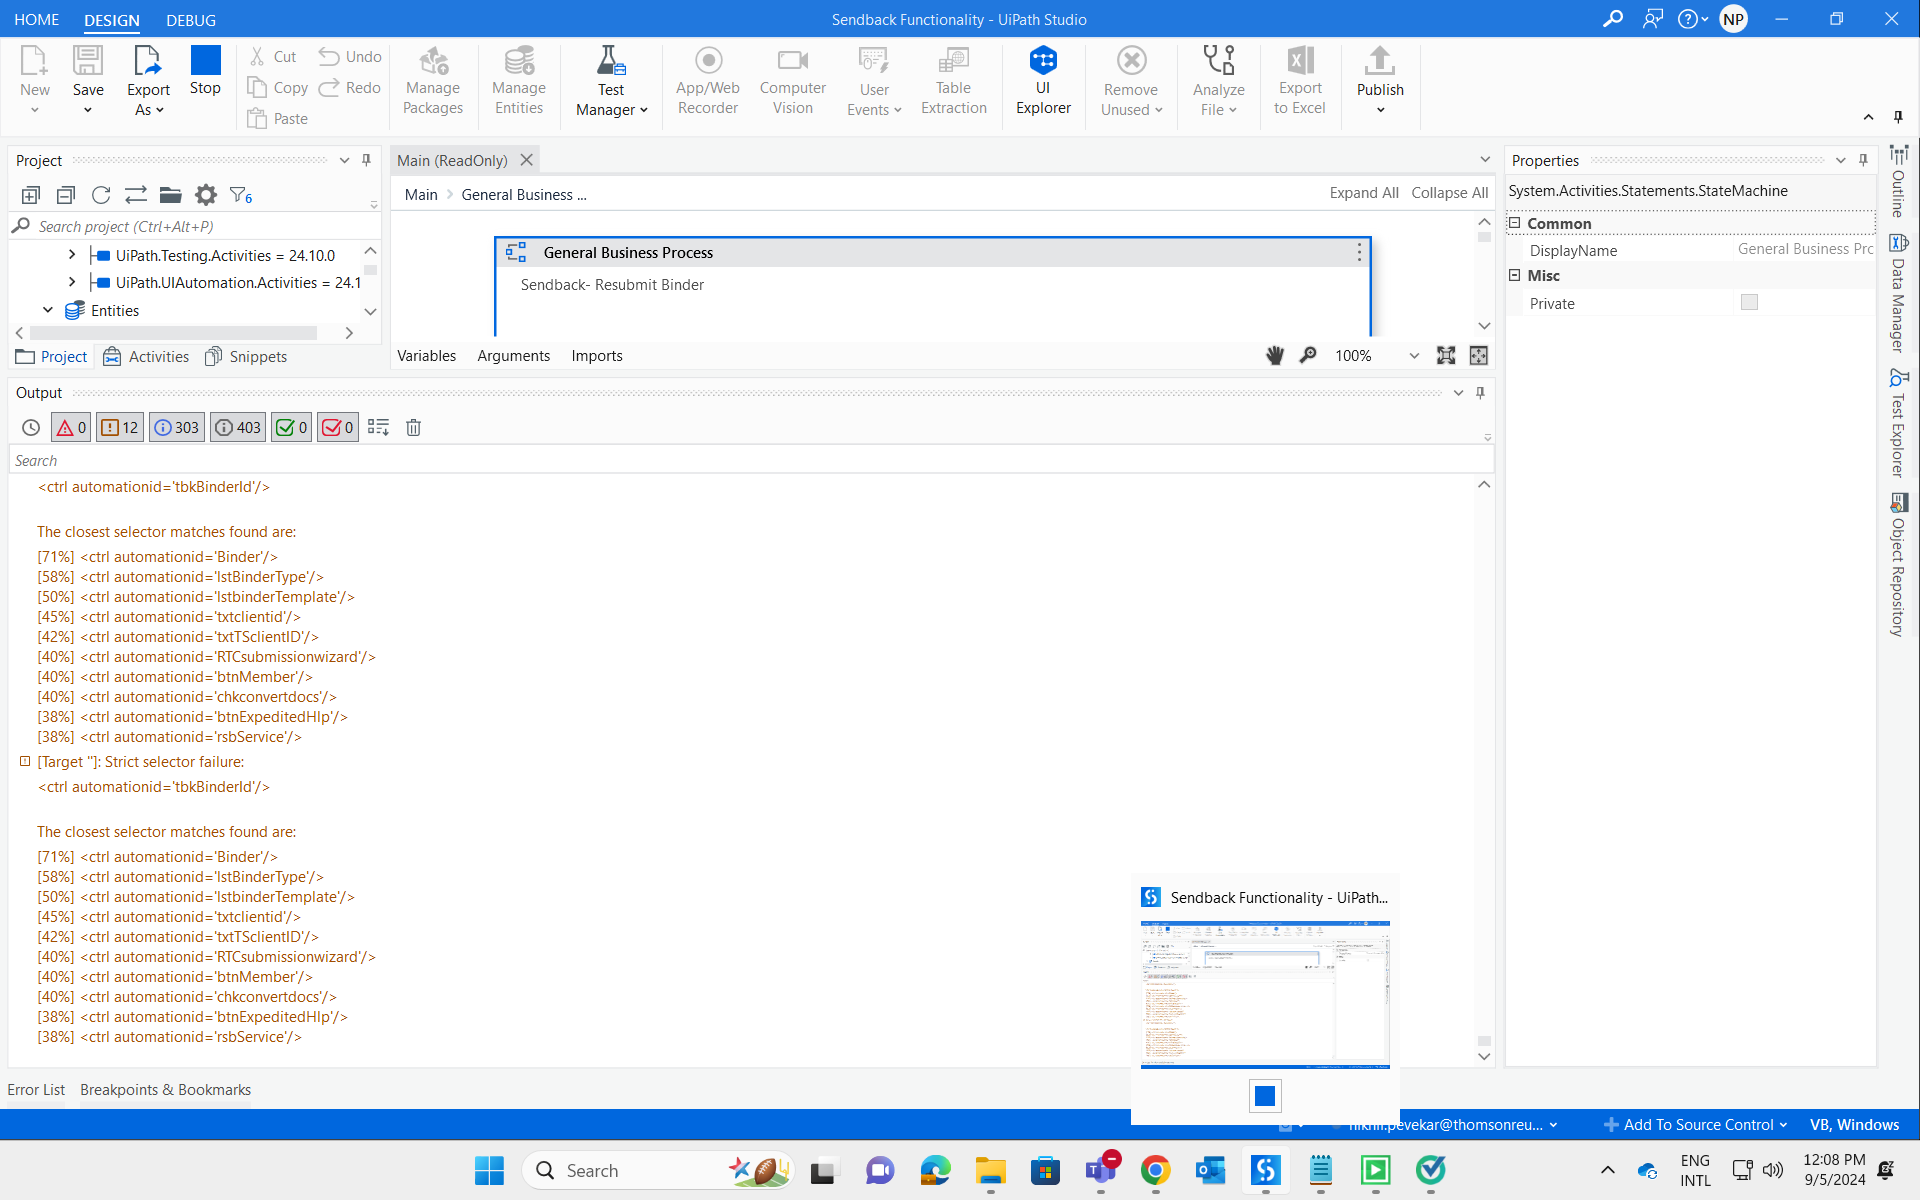 HOME DESIGN DEBUG Sendback Functionality - UiPath Studio NP
New Save Export As Stop Cut Copy Paste Undo Redo Manage Packages Manage Entities Test Manager App/Web Recorder Computer Vision User Events Table Extraction UI Explorer Remove Unused Analyze File Export to Excel Publish
Project
6
Search project (Ctrl+Alt+P)
UiPath.Testing.Activities = 24.10.0
UiPath.UIAutomation.Activities = 24.1
Entities
Project Activities Snippets
Main (ReadOnly)
Main General Business ... Expand All Collapse All
General Business Process
Sendback- Resubmit Binder
Variables Arguments Imports 100%
Properties
System.Activities.Statements.StateMachine
Common
DisplayName General Business Prc
Misc
Private
Outline
Data Manager
Test Explorer
Object Repository
Output
0 12 303 403 0 0
Search
<ctrl automationid='tbkBinderId'/>
The closest selector matches found are:
[71%] <ctrl automationid='Binder'/>
[58%] <ctrl automationid='lstBinderType'/>
[50%] <ctrl automationid='lstbinderTemplate'/>
[45%] <ctrl automationid='txtclientid'/>
[42%] <ctrl automationid='txtTSclientID'/>
[40%] <ctrl automationid='RTCsubmissionwizard'/>
[40%] <ctrl automationid='btnMember'/>
[40%] <ctrl automationid='chkconvertdocs'/>
[38%] <ctrl automationid='btnExpeditedHlp'/>
[38%] <ctrl automationid='rsbService'/>
[Target '']: Strict selector failure:
<ctrl automationid='tbkBinderId'/>
The closest selector matches found are:
[71%] <ctrl automationid='Binder'/>
[58%] <ctrl automationid='lstBinderType'/>
[50%] <ctrl automationid='lstbinderTemplate'/>
[45%] <ctrl automationid='txtclientid'/>
[42%] <ctrl automationid='txtTSclientID'/>
[40%] <ctrl automationid='RTCsubmissionwizard'/>
[40%] <ctrl automationid='btnMember'/>
[40%] <ctrl automationid='chkconvertdocs'/>
[38%] <ctrl automationid='btnExpeditedHlp'/>
[38%] <ctrl automationid='rsbService'/>
Sendback Functionality - UiPath...
Error List Breakpoints & Bookmarks
nikhil.pevekar@thomsonreu... Add To Source Control VB, Windows
Search
ENG
INTL
12:08 PM
9/5/2024